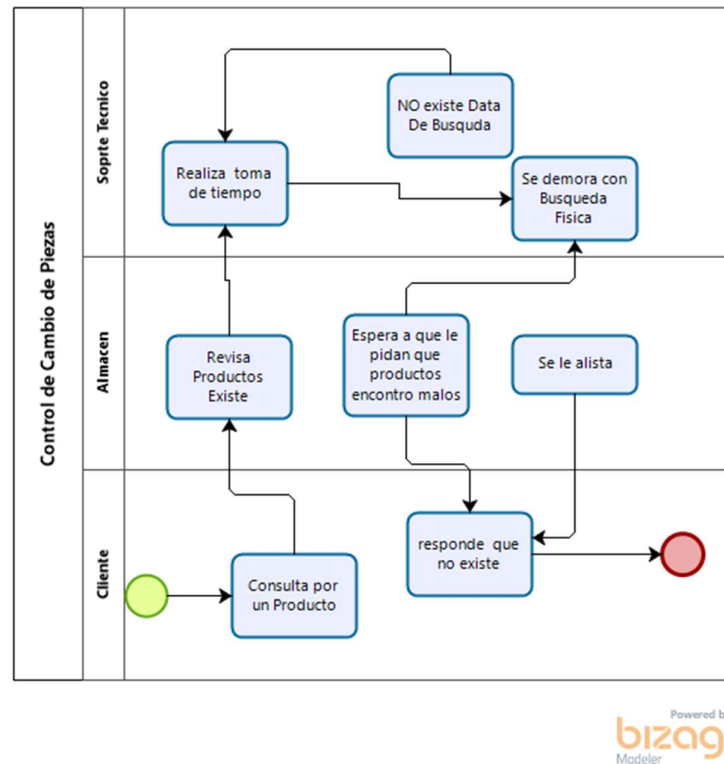 Control de Cambio de Piezas
Soprte Tecnico
NO existe Data
De Busquda
Realiza toma
de tiempo
Se demora con
Busqueda
Fisica
Almacen
Revisa
Productos
Existe
Espera a que le
pidan que
productos
encontro malos
Se le alista
Cliente
Consulta por
un Producto
responde que
no existe
Powered b
bizag
Modeler